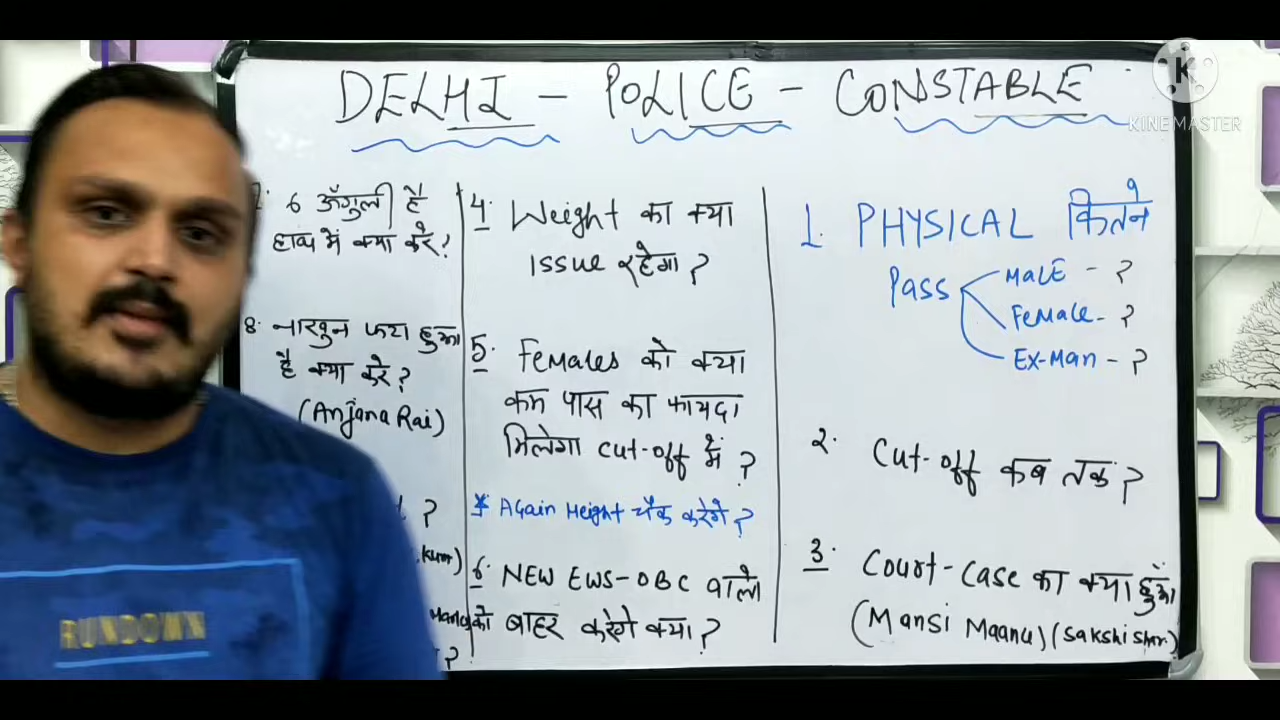 DELHI - POLICE - CONSTABLE
KINEMASTER
1. PHYSICAL कितने
Pass
MALE - ?
FeMale - ?
EX-MAN - ?
2. Cut-off कब तक ?
3. Court-Case का क्या हुआ
(Mansi Maanu) (Sakshi Shar.)
4. Weight का क्या
issue रहेगा ?
5. Females को क्या
कम पास का फायदा
मिलेगा cut-off में ?
* Again Height चैक करेगे ?
6. NEW EWS-OBC वालो
को बाहर करेगे क्या ?
6 अँगुली है
हाथ में क्या करे ?
8. नाखुन फटा हुआ
है क्या करे ?
(Anjana Rai)
?
?
RUNDOWN